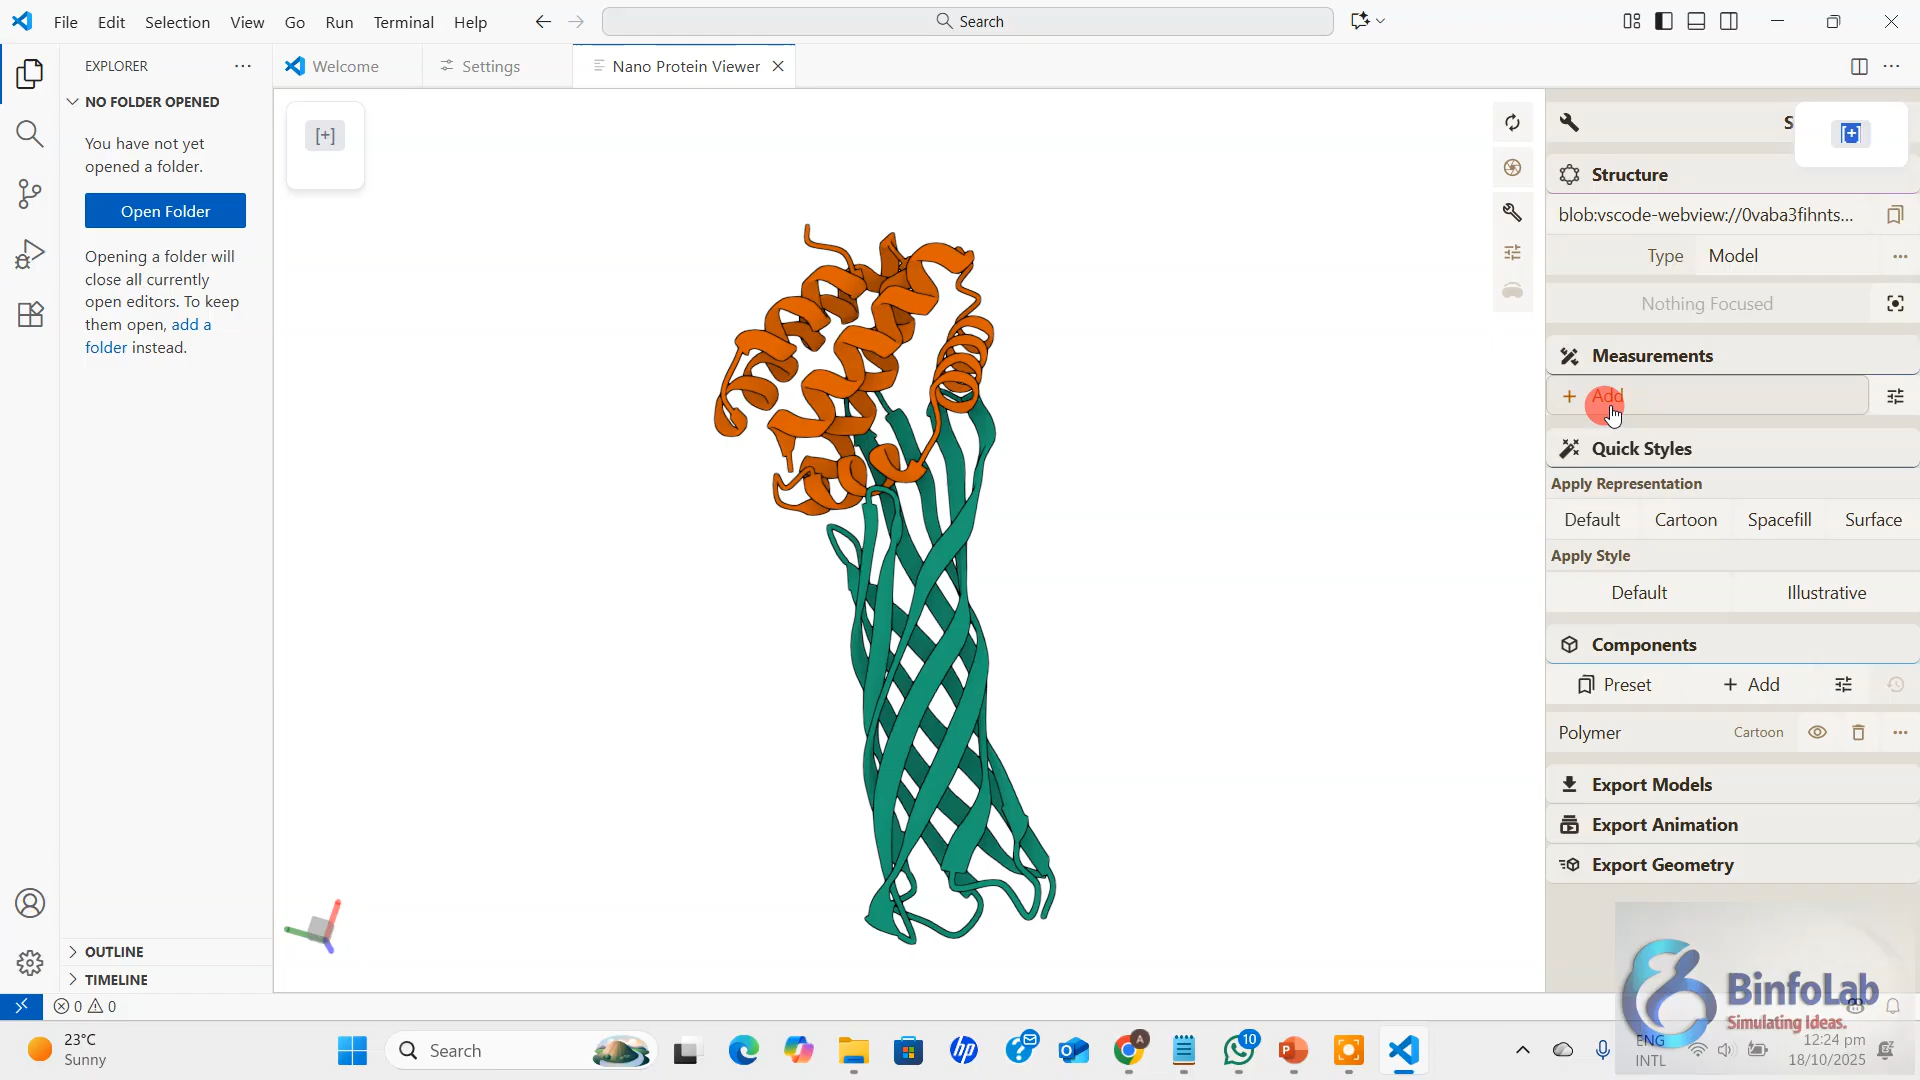 File Edit Selection View Go Run Terminal Help
Search
EXPLORER
Welcome
Settings
Nano Protein Viewer
NO FOLDER OPENED
You have not yet
opened a folder.
Open Folder
Opening a folder will
close all currently
open editors. To keep
them open, add a
folder instead.
OUTLINE
TIMELINE
[+]
S
[+]
Structure
blob:vscode-webview://0vaba3fihnts...
Type Model
Nothing Focused
Measurements
+ Add
Quick Styles
Apply Representation
Default Cartoon Spacefill Surface
Apply Style
Default Illustrative
Components
Preset + Add
Polymer Cartoon
Export Models
Export Animation
Export Geometry
BinfoLab
Simulating Ideas.
0 0
23°C
Sunny
Search
hp
A
10
ENG
INTL
12:24 pm
18/10/2025